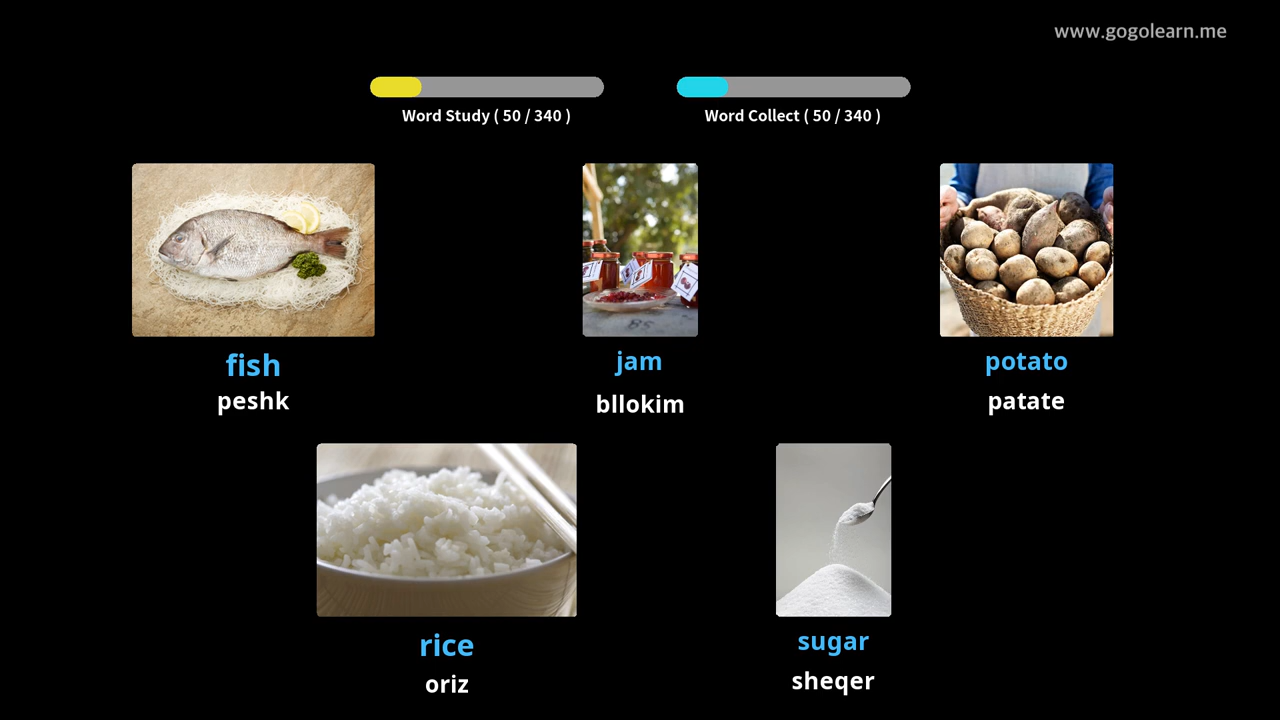 www.gogolearn.me
Word Study ( 50 / 340 )
Word Collect ( 50 / 340 )
fish
peshk
jam
bllokim
potato
patate
rice
oriz
sugar
sheqer